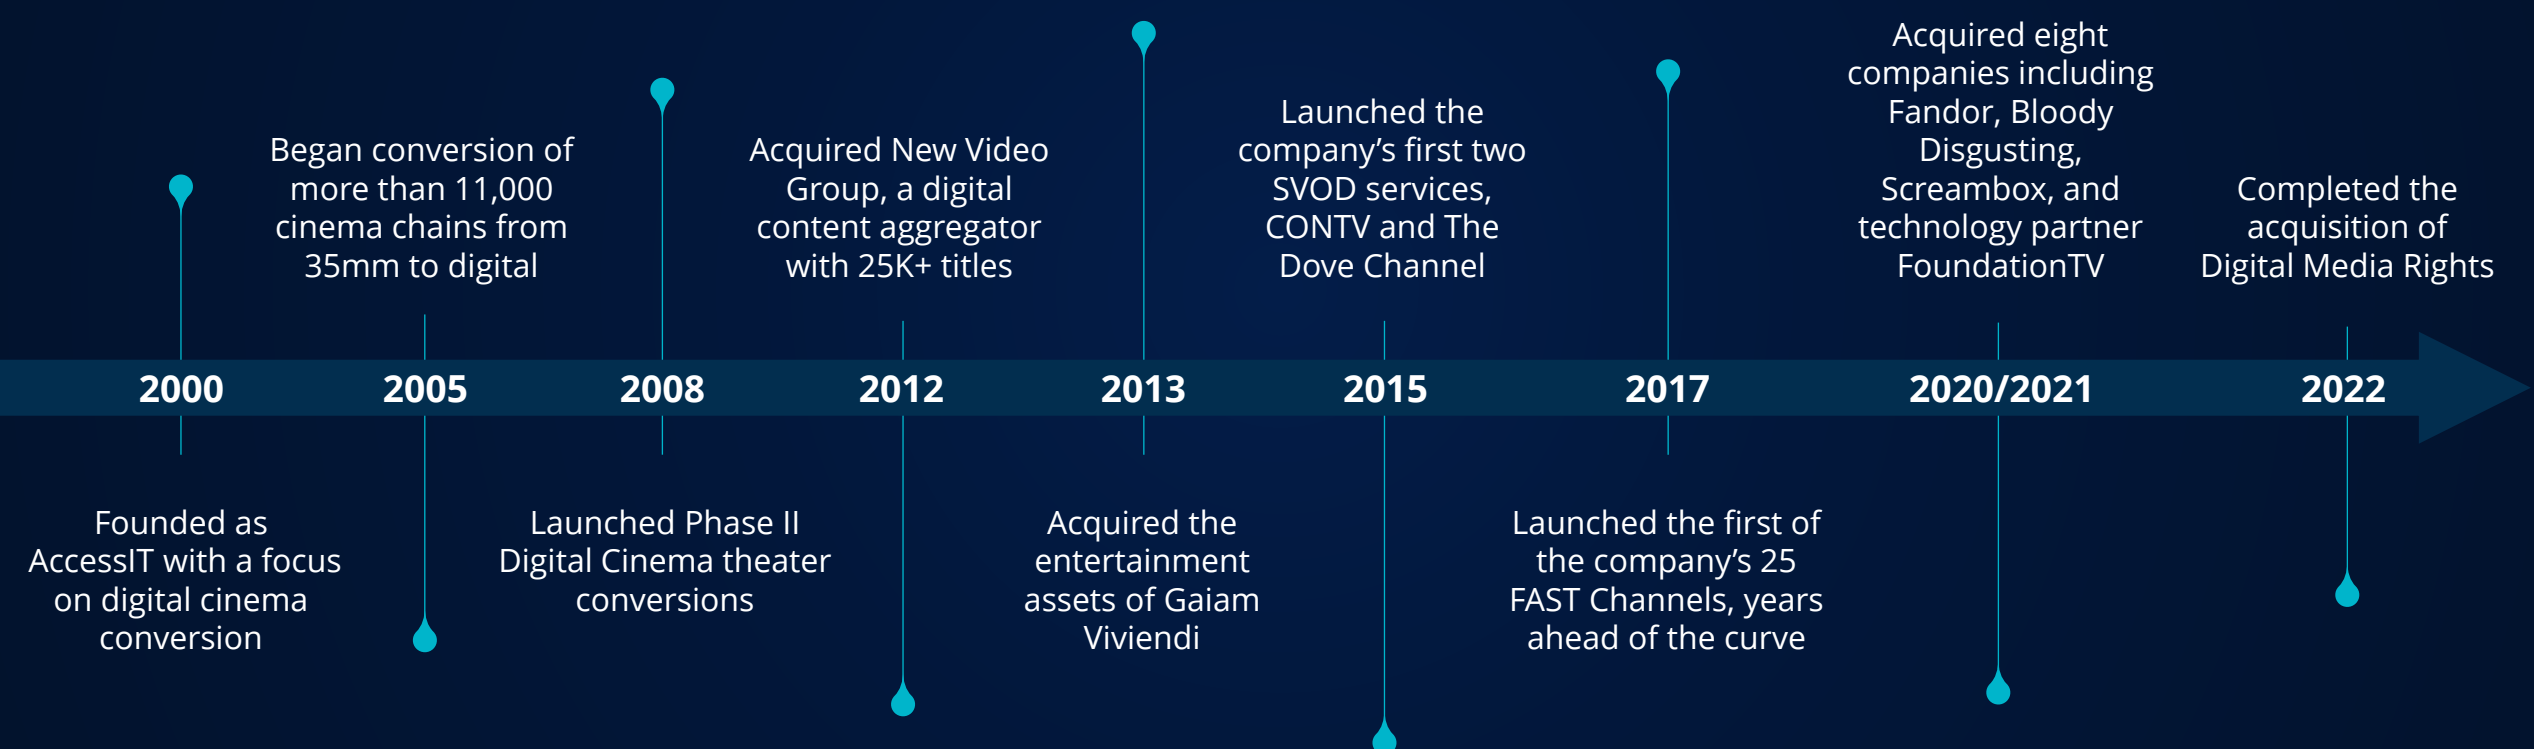 Began conversion of
more than 11,000
cinema chains from
35mm to digital
Acquired New Video
Group, a digital
content aggregator
with 25K+ titles
Launched the
company's first two
SVOD services,
CONTV and The
Dove Channel
Acquired eight
companies including
Fandor, Bloody
Disgusting,
Screambox, and
technology partner
FoundationTV
Completed the
acquisition of
Digital Media Rights
2000 2005 2008 2012 2013 2015 2017 2020/2021 2022
Founded as
AccessIT with a focus
on digital cinema
conversion
Launched Phase II
Digital Cinema theater
conversions
Acquired the
entertainment
assets of Gaiam
Viviendi
Launched the first of
the company's 25
FAST Channels, years
ahead of the curve